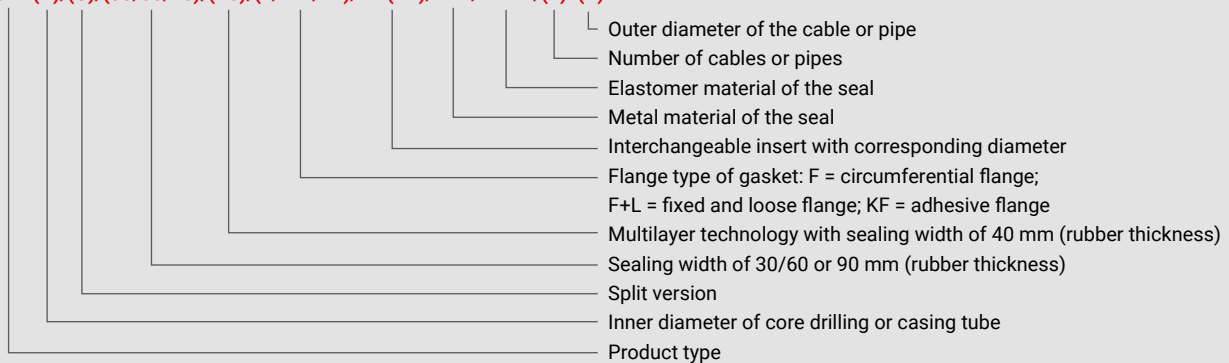 Outer diameter of the cable or pipe
Number of cables or pipes
Elastomer material of the seal
Metal material of the seal
Interchangeable insert with corresponding diameter
Flange type of gasket: F = circumferential flange;
F+L = fixed and loose flange; KF = adhesive flange
Multilayer technology with sealing width of 40 mm (rubber thickness)
Sealing width of 30/60 or 90 mm (rubber thickness)
Split version
Inner diameter of core drilling or casing tube
Product type